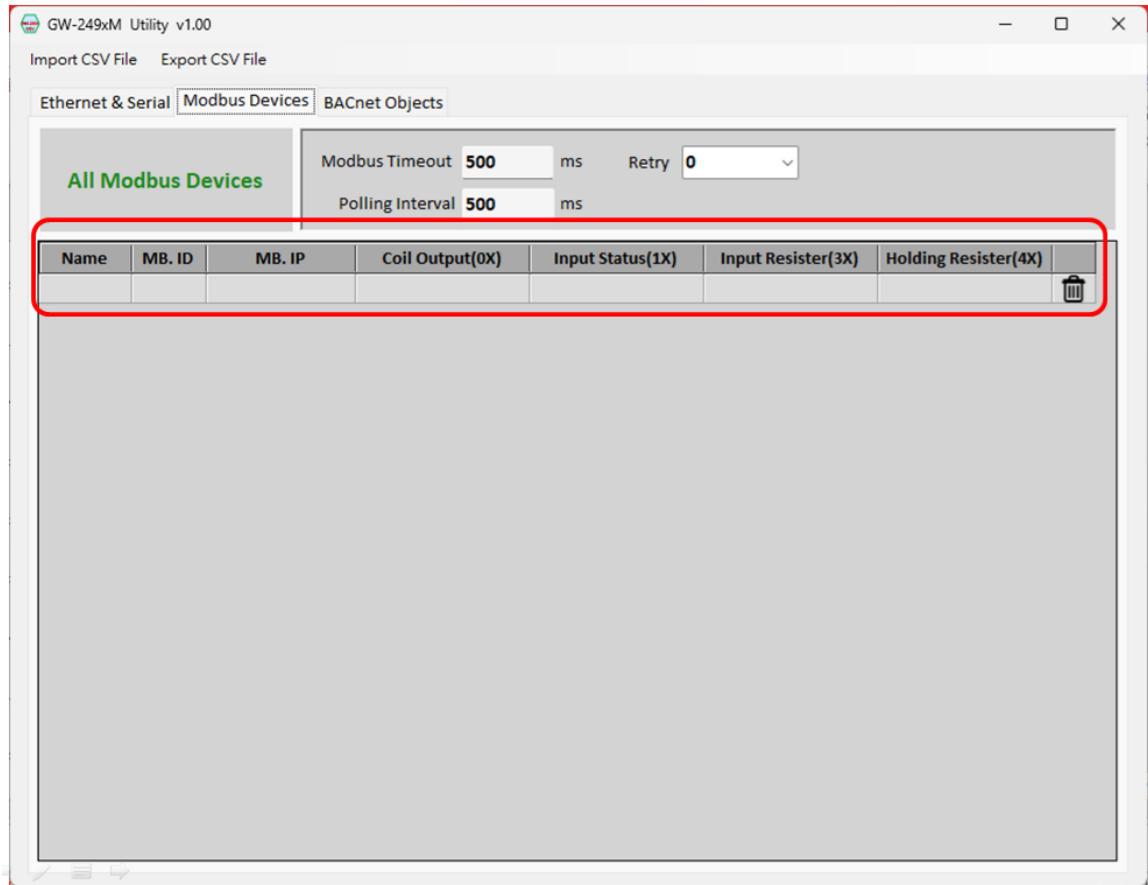 GW-249xM Utility v1.00
Import CSV File Export CSV File
Ethernet & Serial Modbus Devices BACnet Objects
All Modbus Devices
Modbus Timeout 500 ms Retry 0
Polling Interval 500 ms
Name MB. ID MB. IP Coil Output(0X) Input Status(1X) Input Resister(3X) Holding Resister(4X)